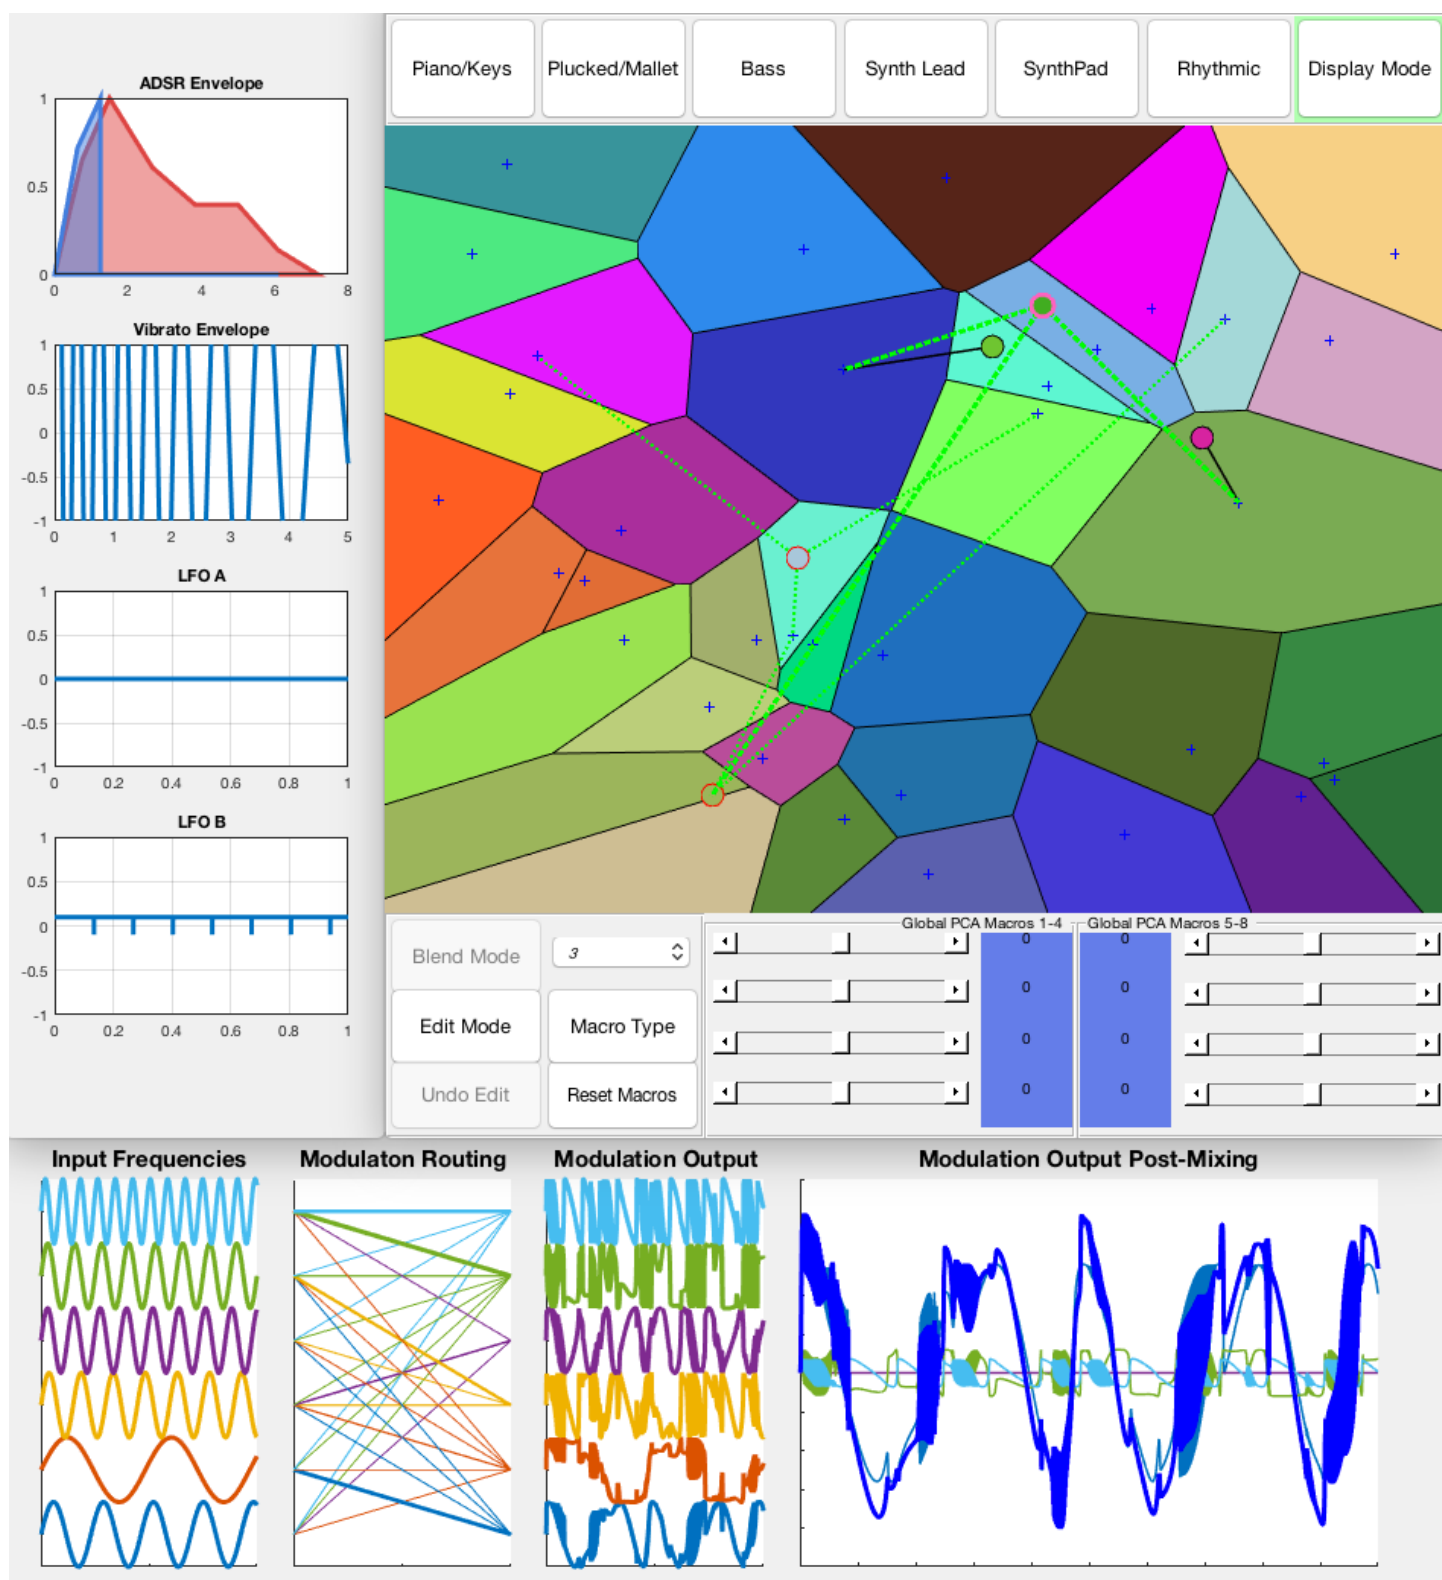 Piano/Keys Plucked/Mallet Bass Synth Lead SynthPad Rhythmic Display Mode
ADSR Envelope
1
0.5
0
0 2 4 6 8
Vibrato Envelope
1
0.5
0
-0.5
-1
0 1 2 3 4 5
LFO A
1
0.5
0
-0.5
-1
0 0.2 0.4 0.6 0.8 1
LFO B
1
0.5
0
-0.5
-1
0 0.2 0.4 0.6 0.8 1
Blend Mode
3
Edit Mode
Macro Type
Undo Edit
Reset Macros
Global PCA Macros 1-4
0
0
0
0
Global PCA Macros 5-8
0
0
0
0
Input Frequencies
Modulaton Routing
Modulation Output
Modulation Output Post-Mixing